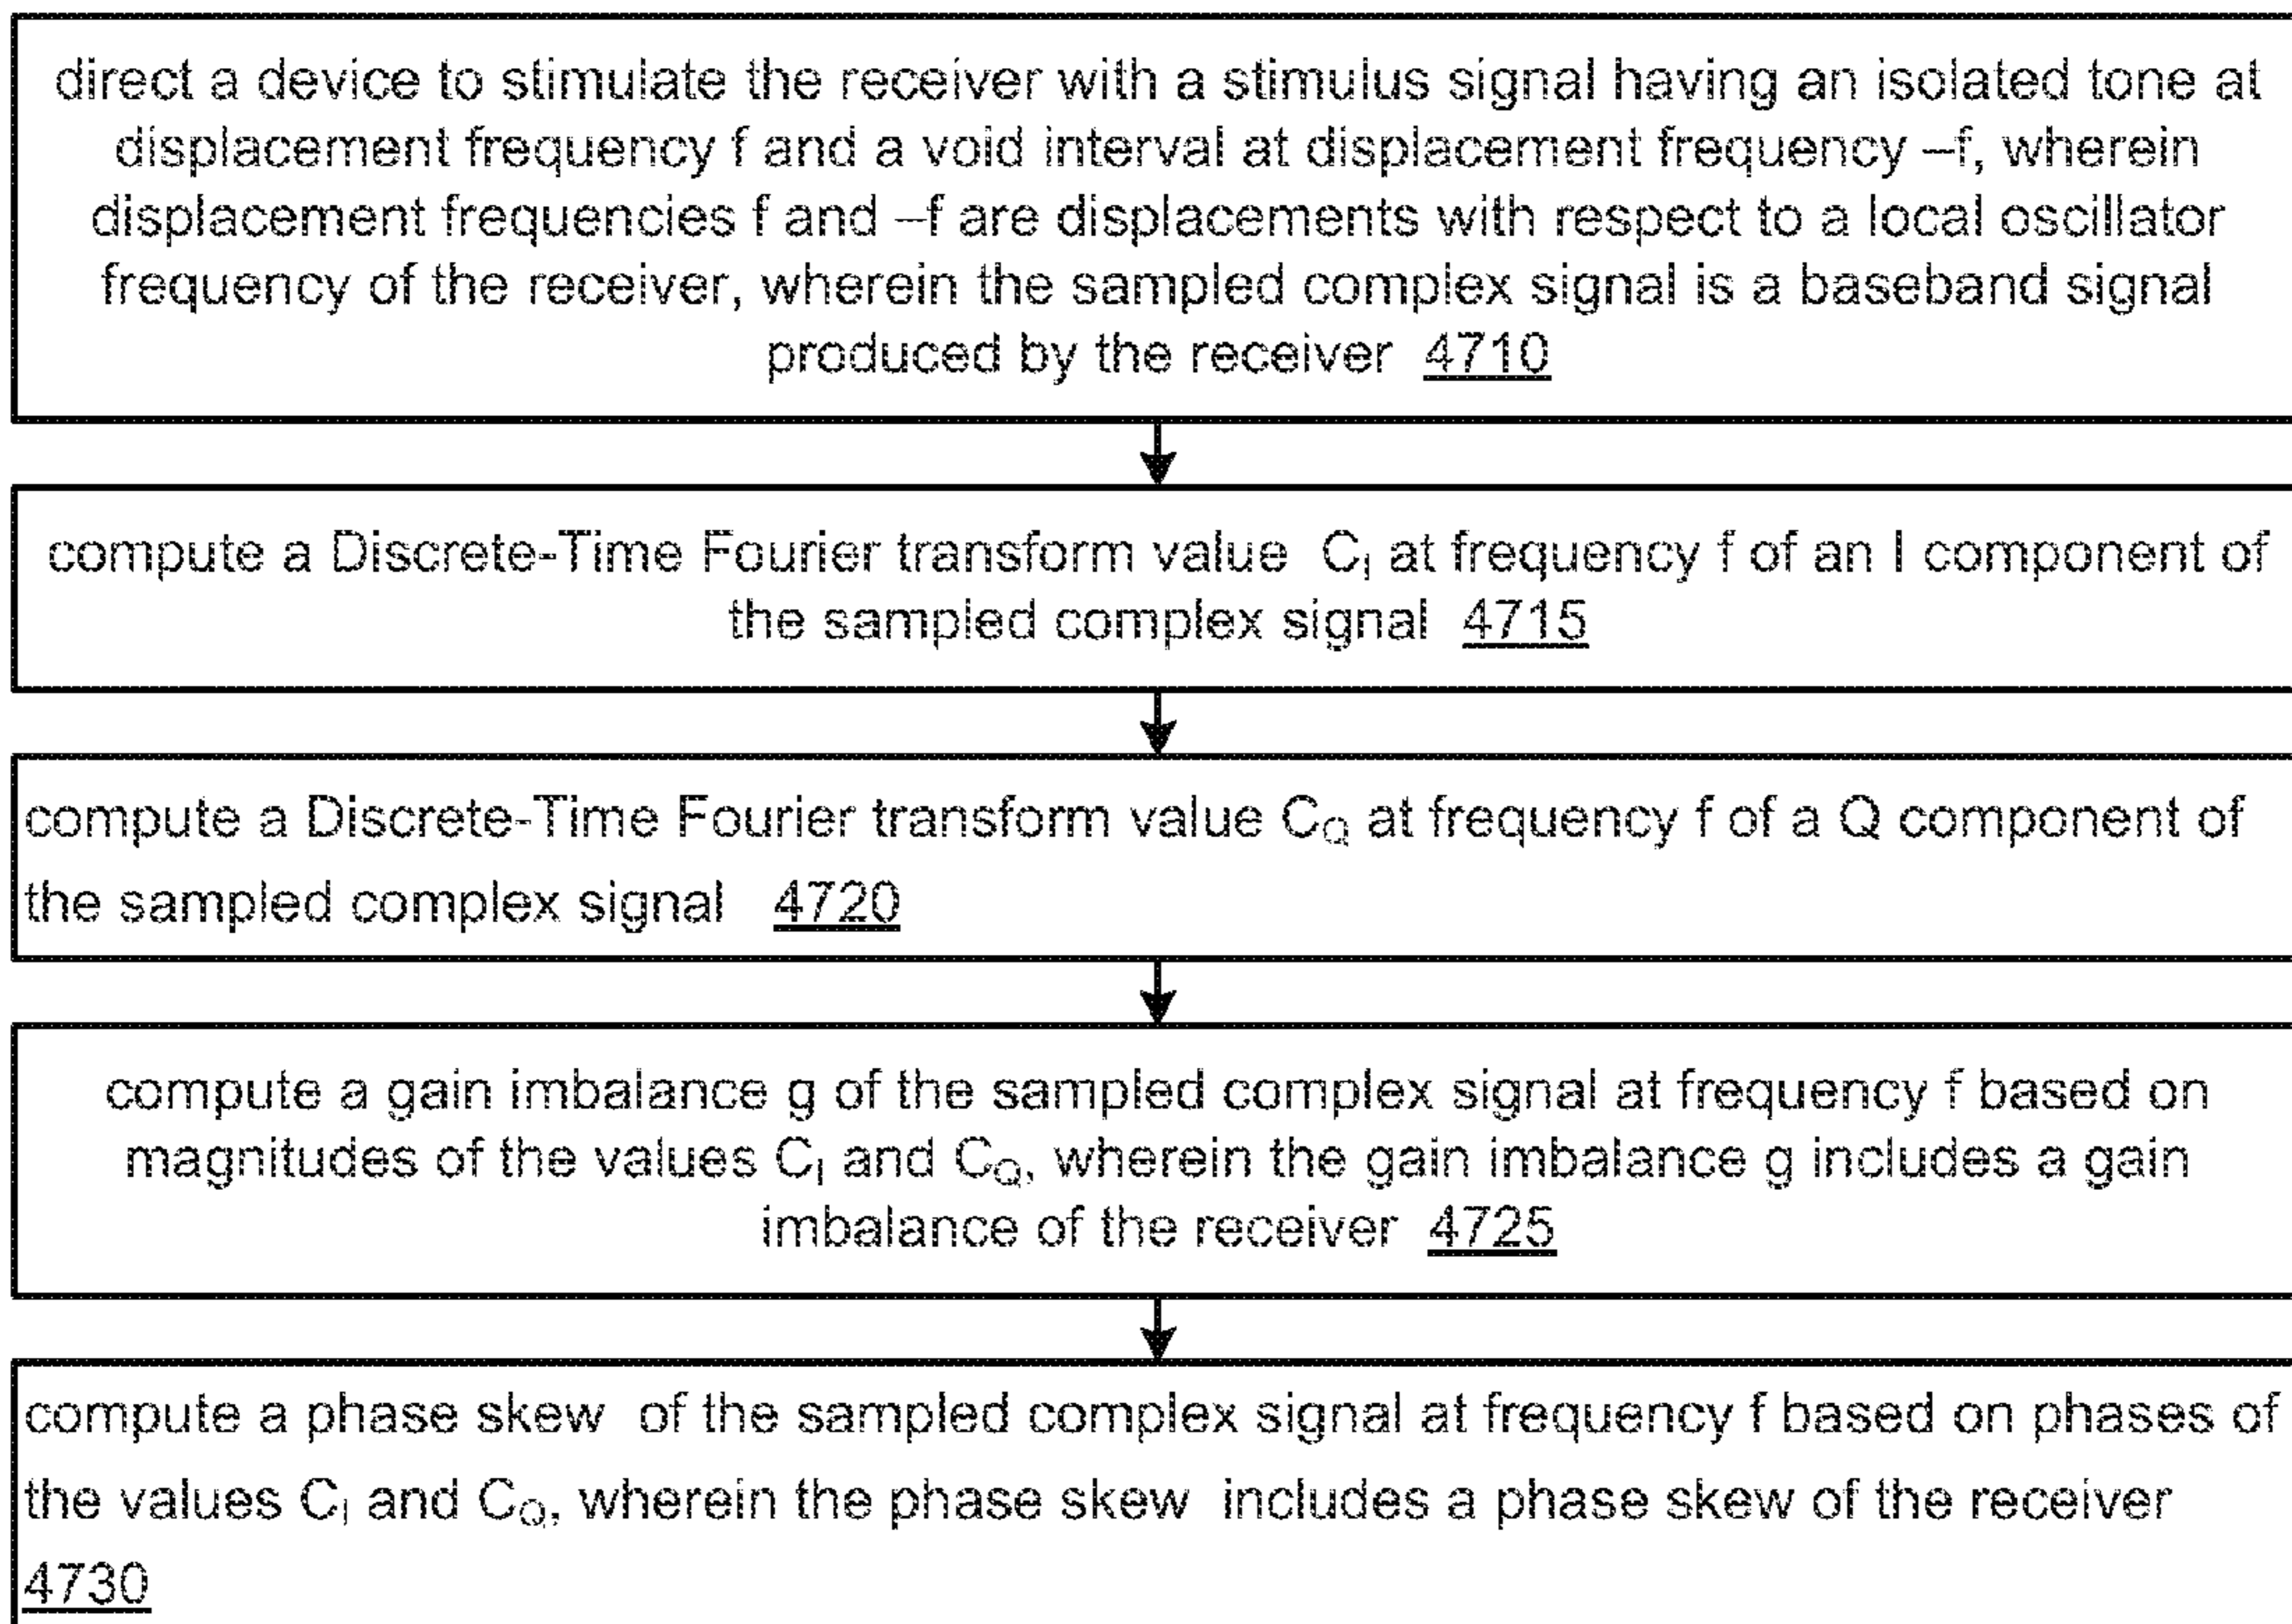 direct a device to stimulate the receiver with a stimulus signal having an isolated tone at
displacement frequency f and a void interval at displacement frequency –f, wherein
displacement frequencies f and –f are displacements with respect to a local oscillator
frequency of the receiver, wherein the sampled complex signal is a baseband signal
produced by the receiver 4710
compute a Discrete-Time Fourier transform value C_I at frequency f of an I component of
the sampled complex signal 4715
compute a Discrete-Time Fourier transform value C_Q at frequency f of a Q component of
the sampled complex signal 4720
compute a gain imbalance g of the sampled complex signal at frequency f based on
magnitudes of the values C_I and C_Q, wherein the gain imbalance g includes a gain
imbalance of the receiver 4725
compute a phase skew of the sampled complex signal at frequency f based on phases of
the values C_I and C_Q, wherein the phase skew includes a phase skew of the receiver
4730